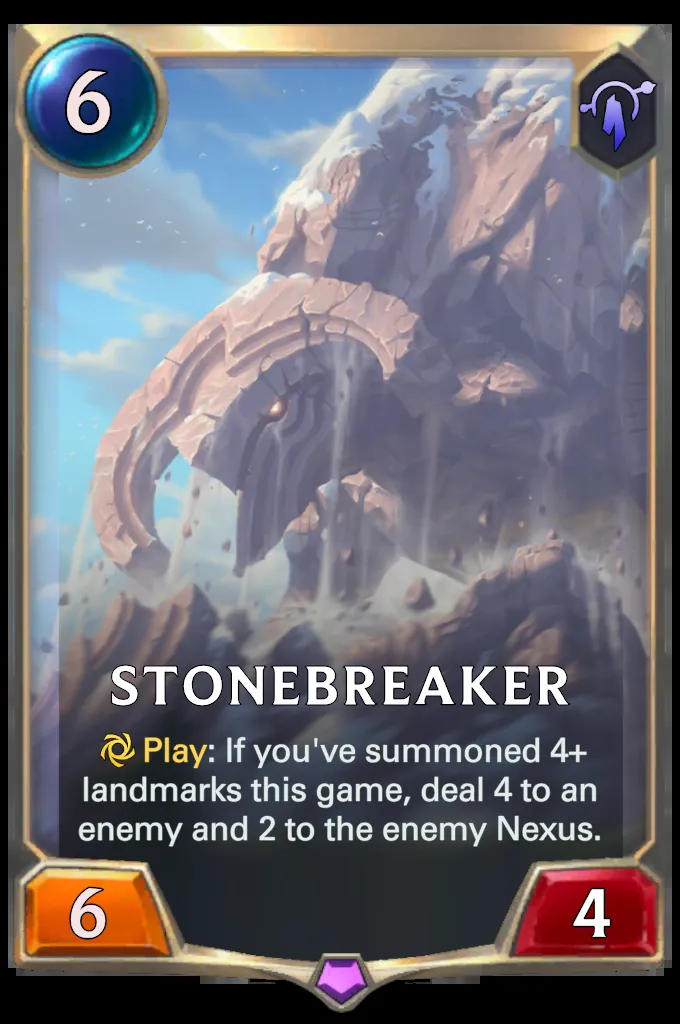 6
STONEBREAKER
Play: If you've summoned 4+
landmarks this game, deal 4 to an
enemy and 2 to the enemy Nexus.
6
4